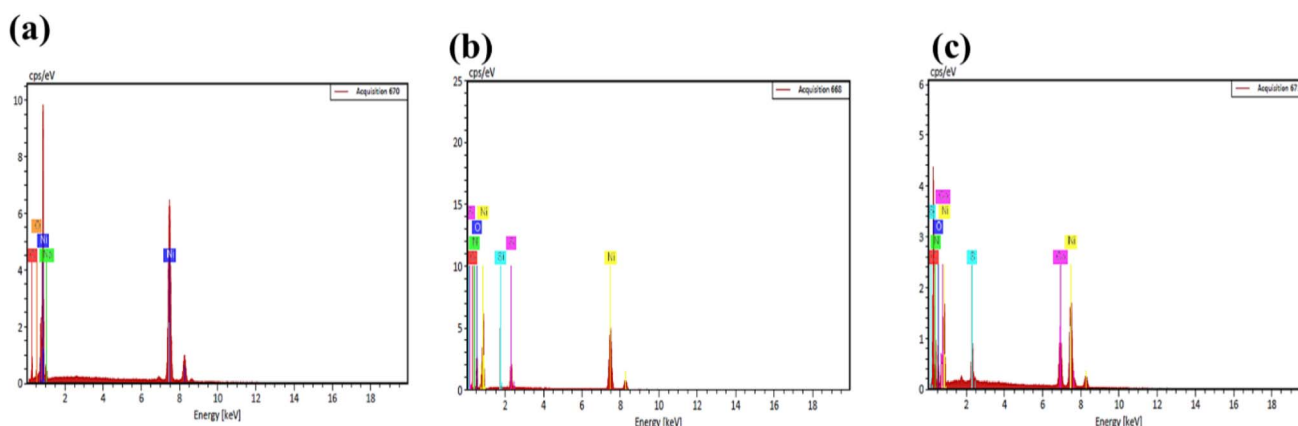 (a)
cps/eV
Acquisition 670
10
8
6
4
2
0
Ni
Ni
2 4 6 8 10 12 14 16 18
Energy [keV]
(b)
cps/eV
Acquisition 668
25
20
15
10
5
0
Ni
O
N
Si
Ni
2 4 6 8 10 12 14 16 18
Energy [keV]
(c)
cps/eV
6
5
4
3
2
1
0
Ni
O
N
S
Ni
2 4 6 8 10 12 14 16 18
Energy [keV]